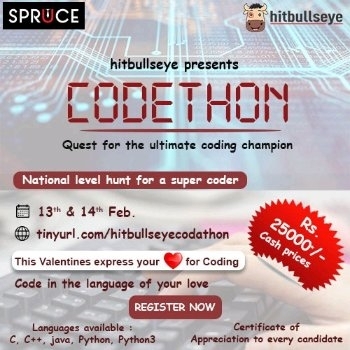 SPRUCE
hitbullseye
hitbullseye presents
CODETHON
Quest for the ultimate coding champion
National level hunt for a super coder
13th & 14th Feb.
tinyurl.com/hitbullseyecodathon
Rs
25000/-
Cash prices
This Valentines express your for Coding
Code in the language of your love
REGISTER NOW
Languages available :
C, C++, java, Python, Python3
Certificate of
Appreciation to every candidate